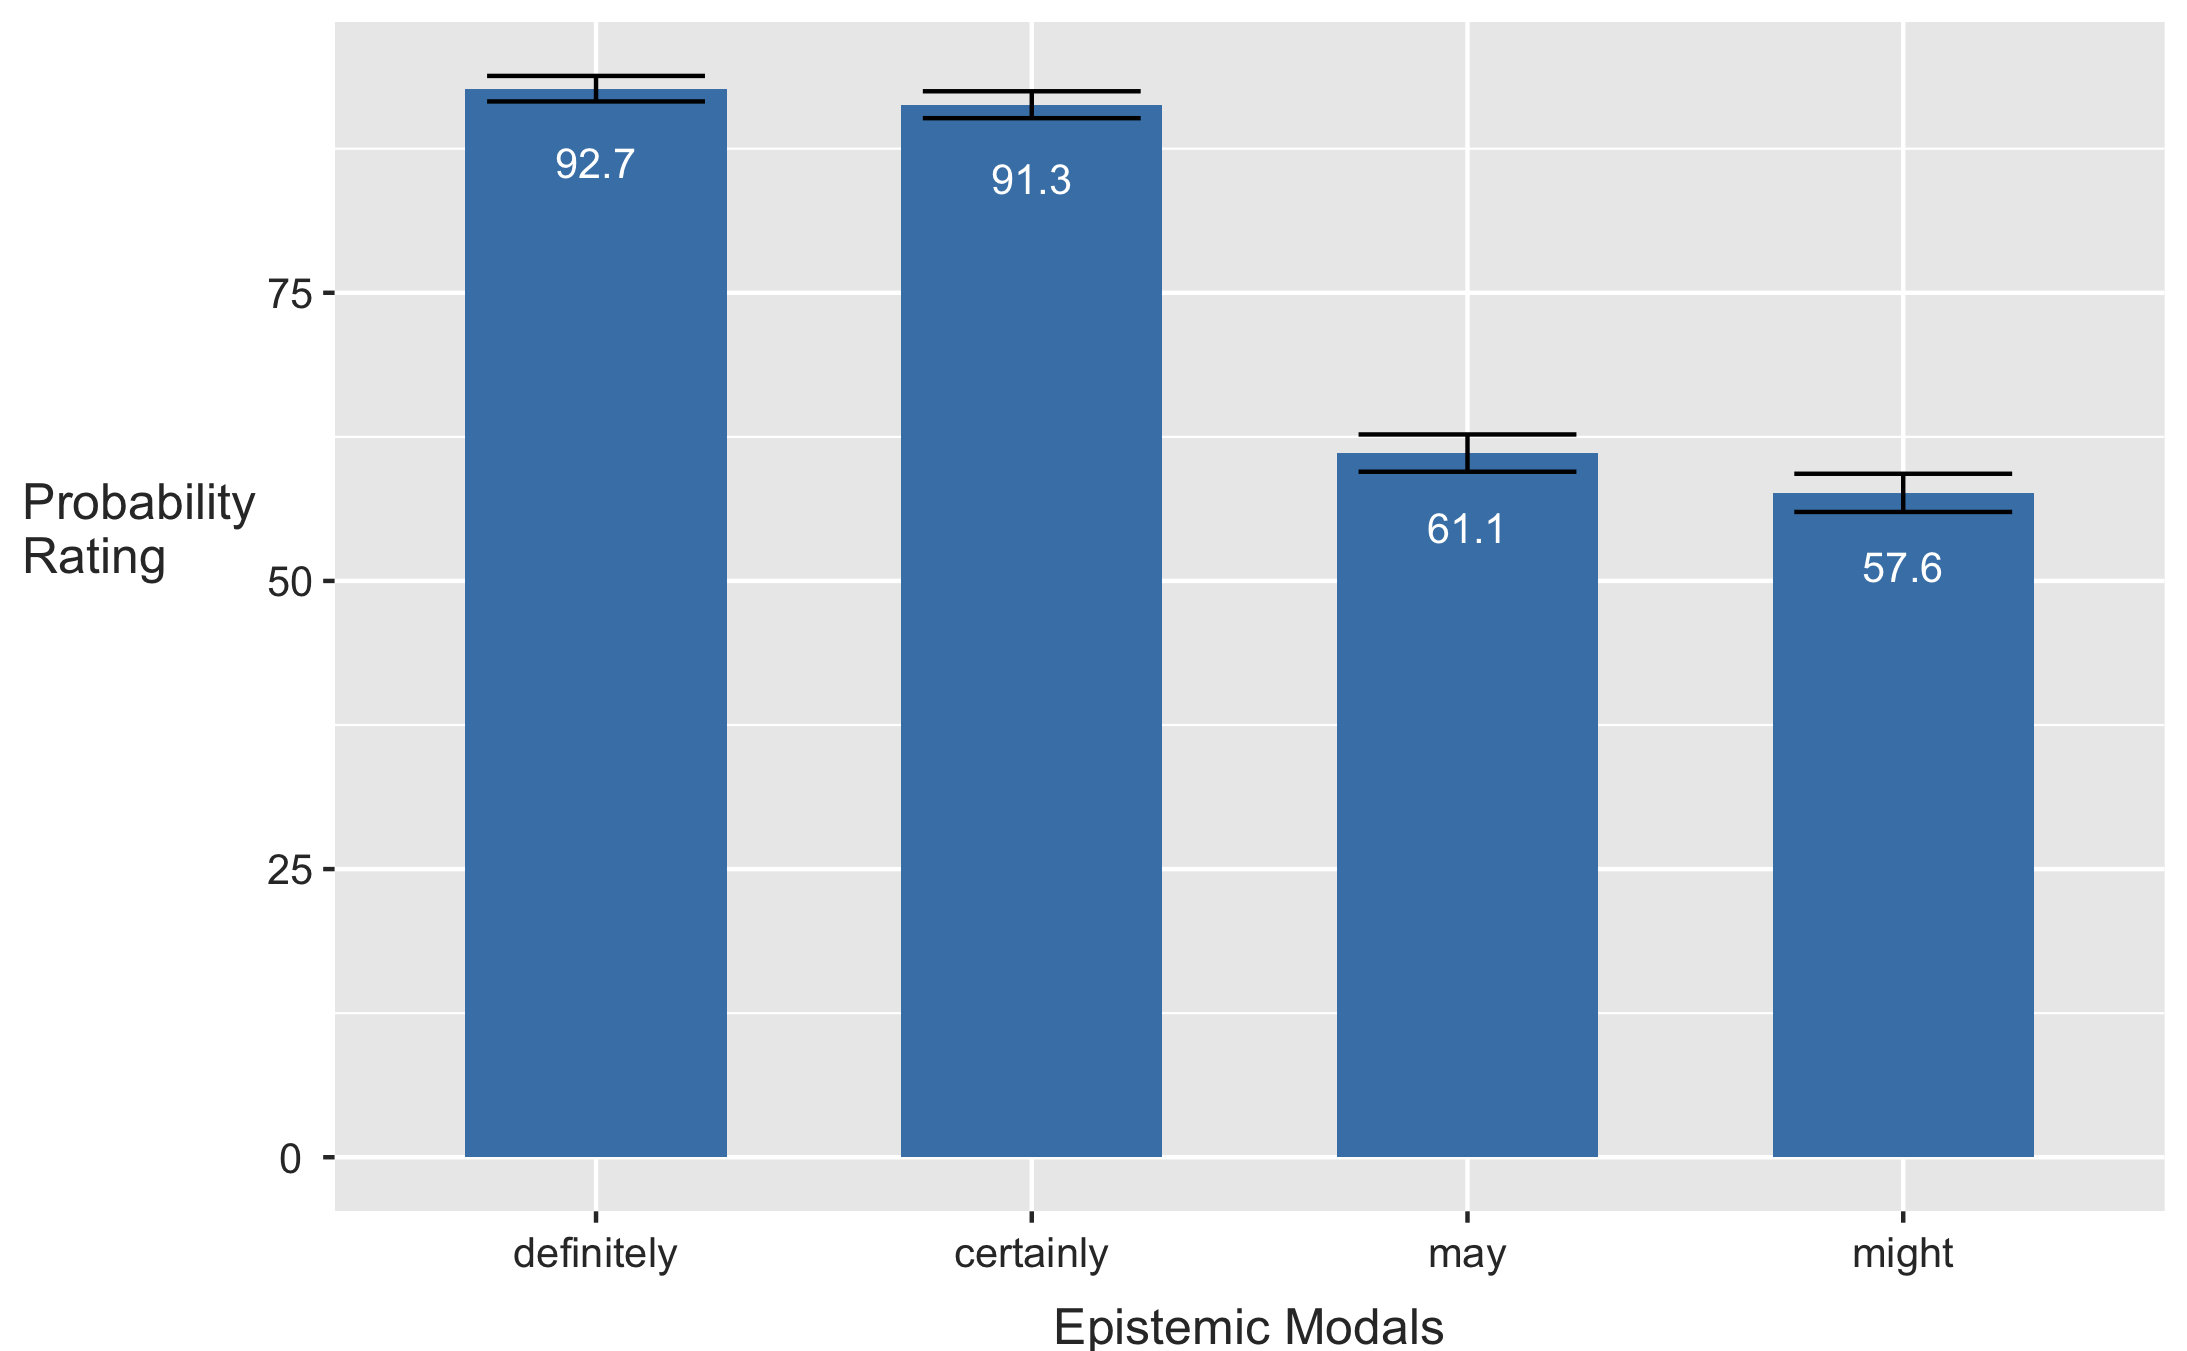 92.7
91.3
75
61.1
57.6
Probability
Rating
50
25
0
definitely certainly may might
Epistemic Modals